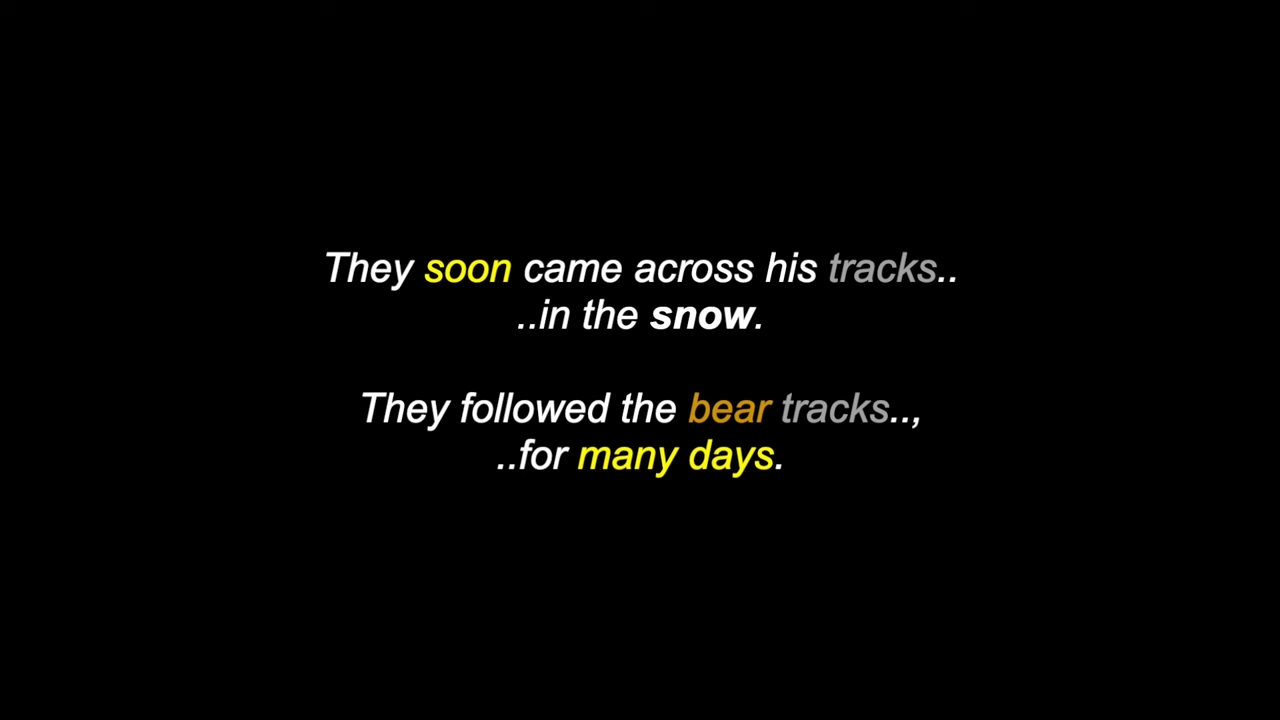 They soon came across his tracks..
..in the snow.
They followed the bear tracks..,
..for many days.